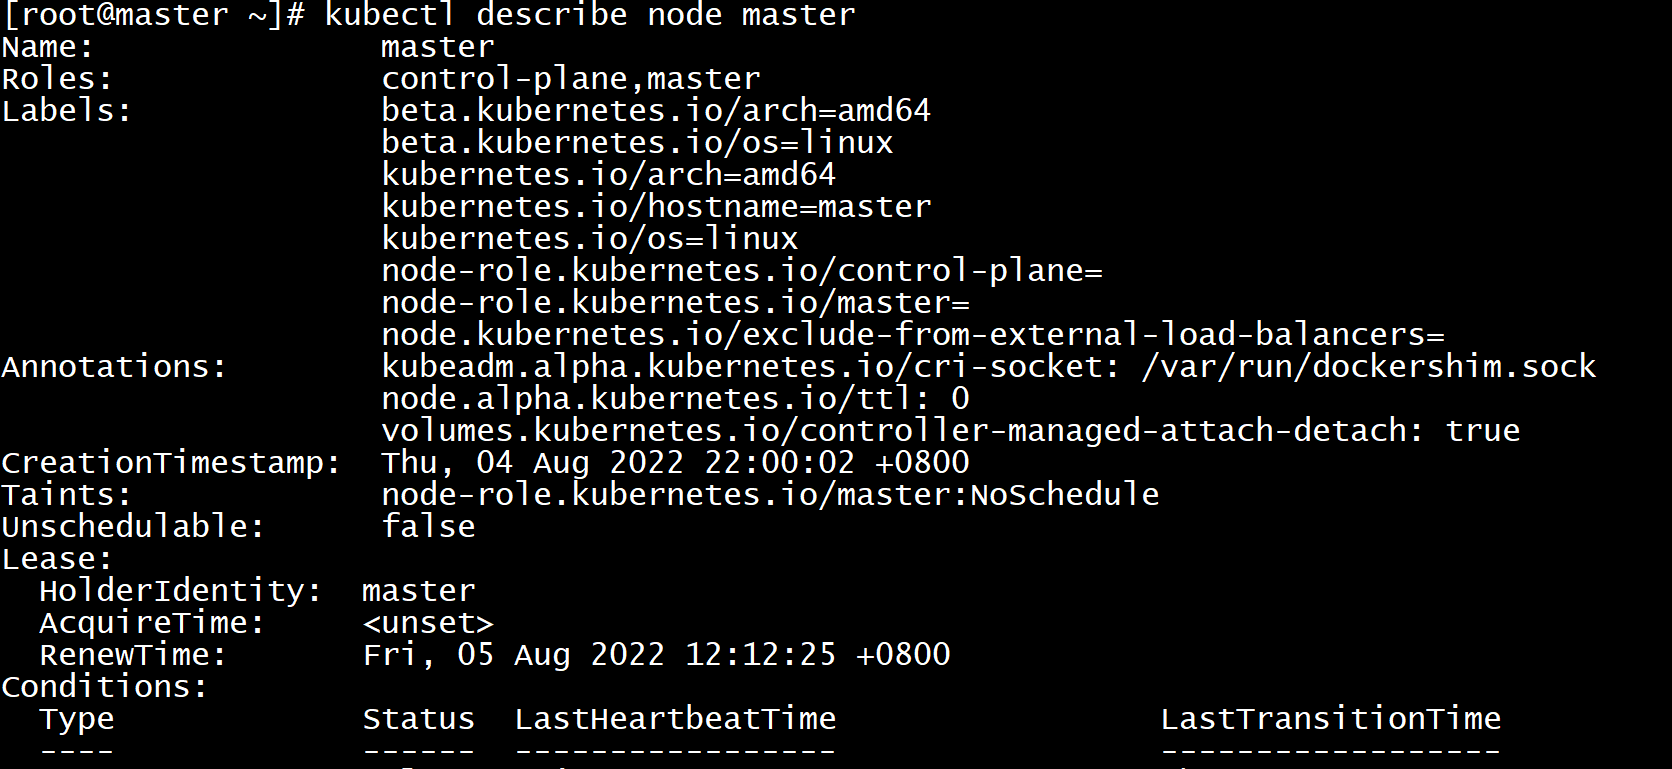 [root@master ~]# kubectl describe node master
Name:               master
Roles:              control-plane,master
Labels:             beta.kubernetes.io/arch=amd64
                    beta.kubernetes.io/os=linux
                    kubernetes.io/arch=amd64
                    kubernetes.io/hostname=master
                    kubernetes.io/os=linux
                    node-role.kubernetes.io/control-plane=
                    node-role.kubernetes.io/master=
                    node.kubernetes.io/exclude-from-external-load-balancers=
Annotations:        kubeadm.alpha.kubernetes.io/cri-socket: /var/run/dockershim.sock
                    node.alpha.kubernetes.io/ttl: 0
                    volumes.kubernetes.io/controller-managed-attach-detach: true
CreationTimestamp:  Thu, 04 Aug 2022 22:00:02 +0800
Taints:             node-role.kubernetes.io/master:NoSchedule
Unschedulable:      false
Lease:
  HolderIdentity:  master
  AcquireTime:     <unset>
  RenewTime:       Fri, 05 Aug 2022 12:12:25 +0800
Conditions:
  Type             Status  LastHeartbeatTime                 LastTransitionTime
  ----             ------  -----------------                 ------------------